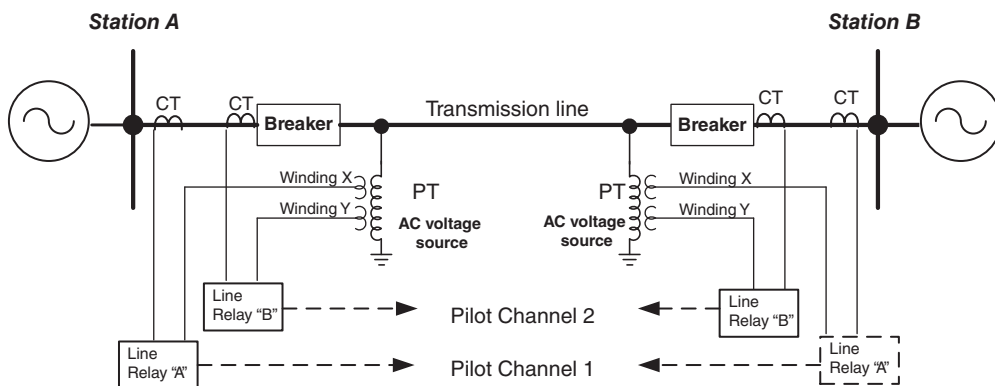 Station A
Station B
CT
CT
Breaker
Transmission line
Breaker
CT
CT
Winding X
PT
PT
Winding X
Winding Y
AC voltage
source
AC voltage
source
Winding Y
Line
Relay “B”
Pilot Channel 2
Line
Relay “B”
Line
Relay “A”
Pilot Channel 1
Line
Relay “A”